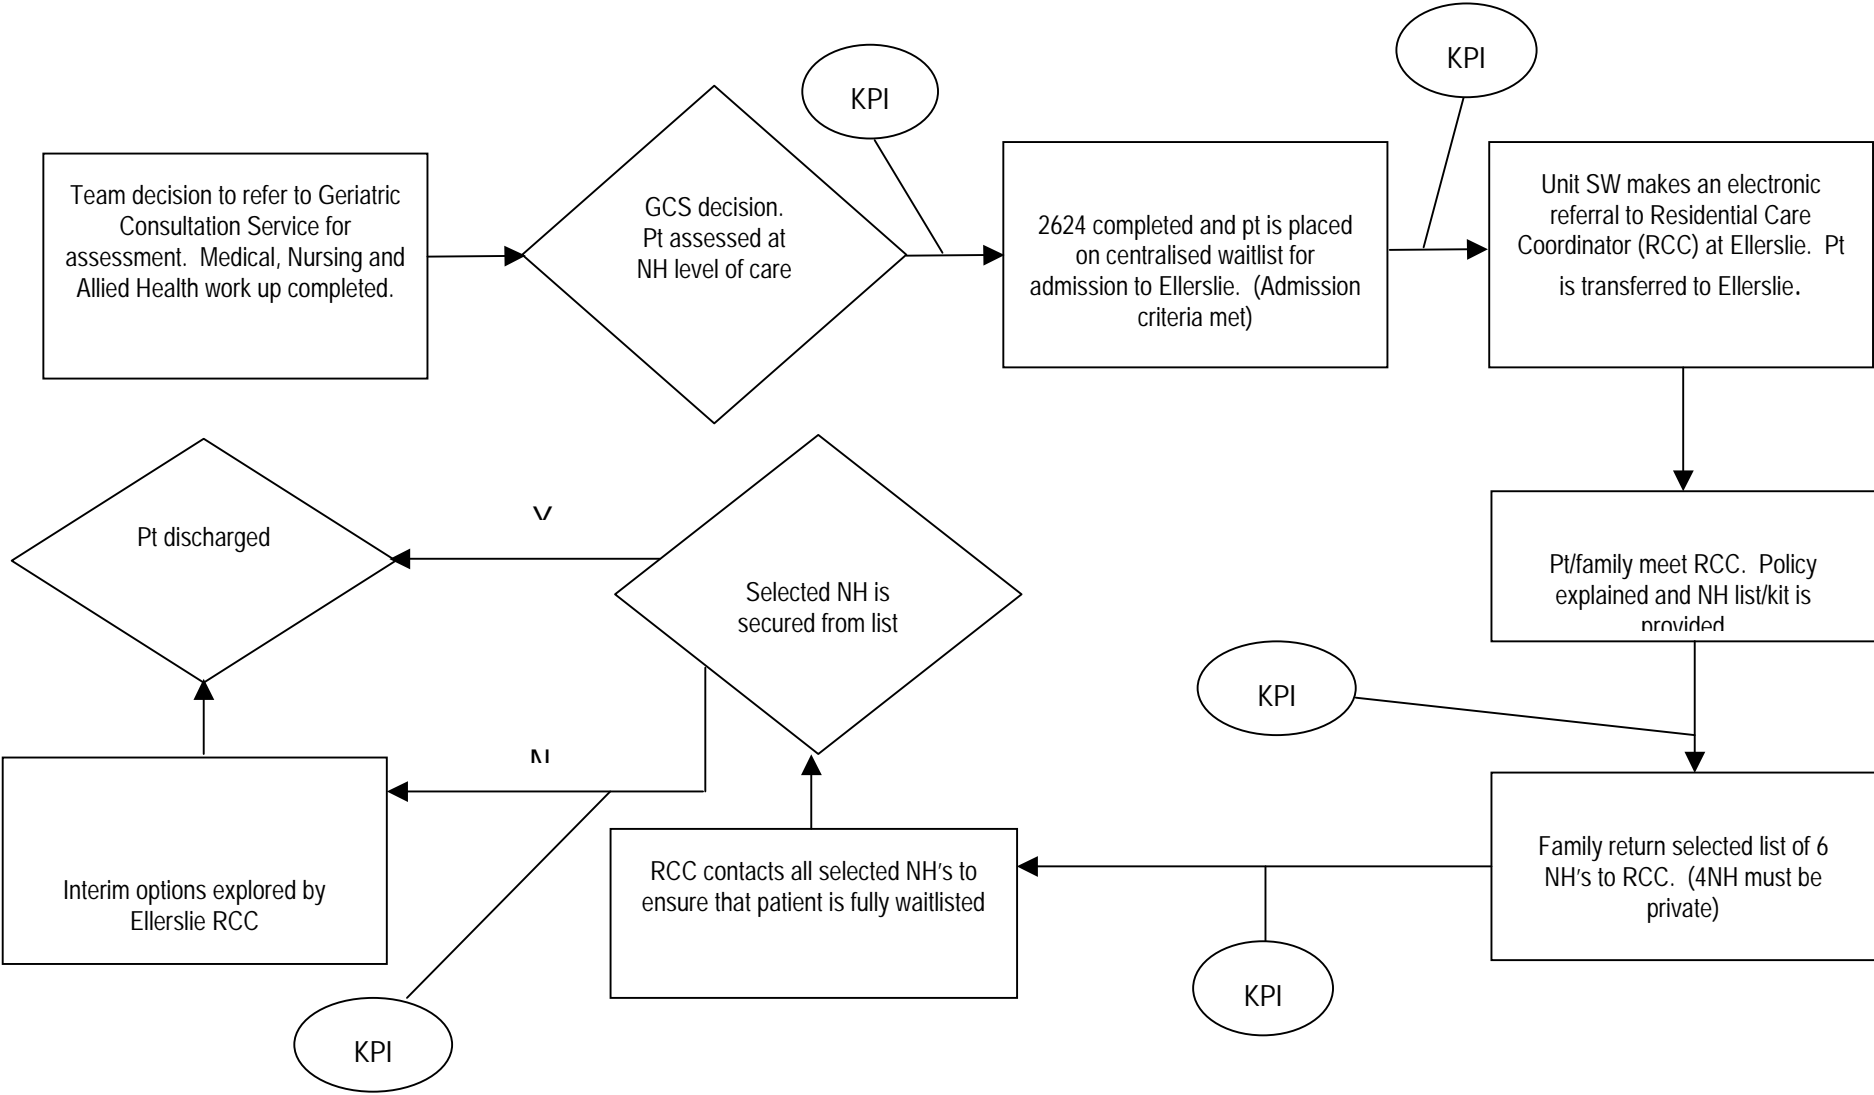 KPI
KPI
Team decision to refer to Geriatric
Consultation Service for
assessment.  Medical, Nursing and
Allied Health work up completed.
GCS decision.
Pt assessed at
NH level of care
2624 completed and pt is placed
on centralised waitlist for
admission to Ellerslie.  (Admission
criteria met)
Unit SW makes an electronic
referral to Residential Care
Coordinator (RCC) at Ellerslie.  Pt
is transferred to Ellerslie.
Pt/family meet RCC.  Policy
explained and NH list/kit is
provided
KPI
Family return selected list of 6
NH's to RCC.  (4NH must be
private)
KPI
RCC contacts all selected NH's to
ensure that patient is fully waitlisted
Selected NH is
secured from list
Y
Pt discharged
N
Interim options explored by
Ellerslie RCC
KPI